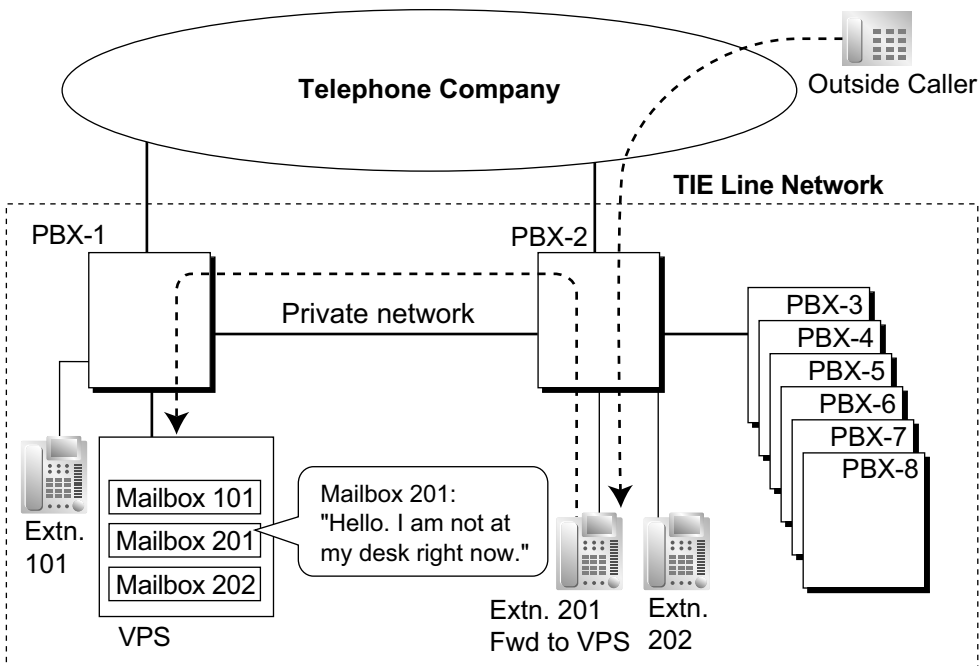 Telephone Company
Outside Caller
TIE Line Network
PBX-1
PBX-2
Private network
PBX-3
PBX-4
PBX-5
PBX-6
PBX-7
PBX-8
Extn.
101
Mailbox 101
Mailbox 201
Mailbox 202
VPS
Mailbox 201:
"Hello. I am not at
my desk right now."
Extn. 201
Fwd to VPS
Extn.
202